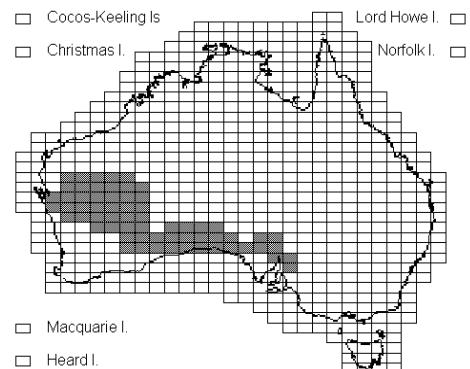 Cocos-Keeling Is
Lord Howe I.
Christmas I.
Norfolk I.
Macquarie I.
Heard I.